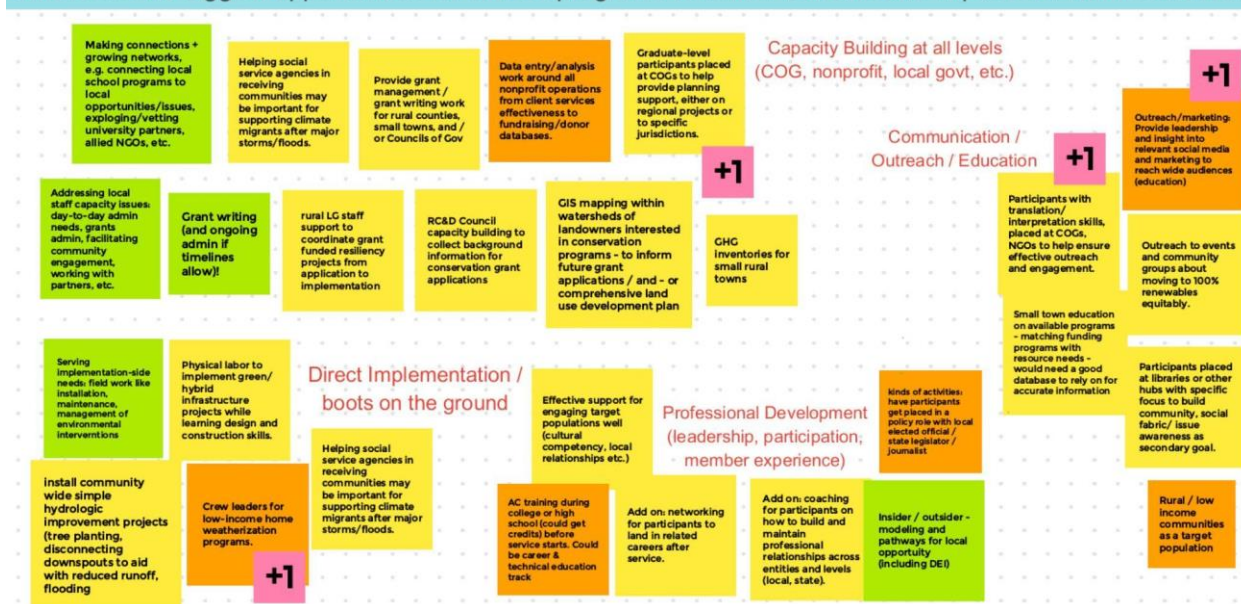 Making connections +
growing networks,
e.g. connecting local
school programs to
local
opportunities/issues,
exploging/vetting
university partners,
allied NGOs, etc.
Helping social
service agencies in
receiving
communities may
be important for
supporting climate
migrants after major
storms/floods.
Provide grant
management /
grant writing work
for rural counties,
small towns, and /
or Councils of Gov
Data entry/analysis
work around all
nonprofit operations
from client services
effectiveness to
fundraising/donor
databases.
Graduate-level
participants placed
at COGs to help
provide planning
support, either on
regional projects or
to specific
jurisdictions.
Capacity Building at all levels
(COG, nonprofit, local govt, etc.)
+1
Addressing local
staff capacity issues:
day-to-day admin
needs, grants
admin, facilitating
community
engagement,
working with
partners, etc.
Grant writing
(and ongoing
admin if
timelines
allow)!
rural LG staff
support to
coordinate grant
funded resiliency
projects from
application to
implementation
RC&D Council
capacity building to
collect background
information for
conservation grant
applications
GIS mapping within
watersheds of
landowners interested
in conservation
programs - to inform
future grant
applications / and - or
comprehensive land
use development plan
GHG
inventories for
small rural
towns
Communication /
Outreach / Education
+1
+1
Outreach/marketing:
Provide leadership
and insight into
relevant social media
and marketing to
reach wide audiences
(education)
Participants with
translation/
interpretation skills,
placed at COGs,
NGOs to help ensure
effective outreach
and engagement.
Outreach to events
and community
groups about
moving to 100%
renewables
equitably.
Small town education
on available programs
- matching funding
programs with
resource needs -
would need a good
database to rely on for
accurate information
Participants placed
at libraries or other
hubs with specific
focus to build
community, social
fabric/ issue
awareness as
secondary goal.
Rural / low
income
communities
as a target
population
Serving
implementation-side
needs: field work like
installation,
maintenance,
management of
environmental
interventions
Physical labor to
implement green/
hybrid
infrastructure
projects while
learning design and
construction skills.
Direct Implementation /
boots on the ground
install community
wide simple
hydrologic
improvement projects
(tree planting,
disconnecting
downspouts to aid
with reduced runoff,
flooding
Crew leaders for
low-income home
weatherization
programs.
+1
Helping social
service agencies in
receiving
communities may
be important for
supporting climate
migrants after major
storms/floods.
Effective support for
engaging target
populations well
(cultural
competency, local
relationships etc.)
Professional Development
(leadership, participation,
member experience)
kinds of activities:
have participants
get placed in a
policy role with local
elected official /
state legislator /
journalist
AC training during
college or high
school (could get
credits) before
service starts. Could
be career &
technical education
track
Add on: networking
for participants to
land in related
careers after
service.
Add on: coaching
for participants on
how to build and
maintain
professional
relationships across
entities and levels
(local, state).
Insider / outsider -
modeling and
pathways for local
opportuity
(including DEI)